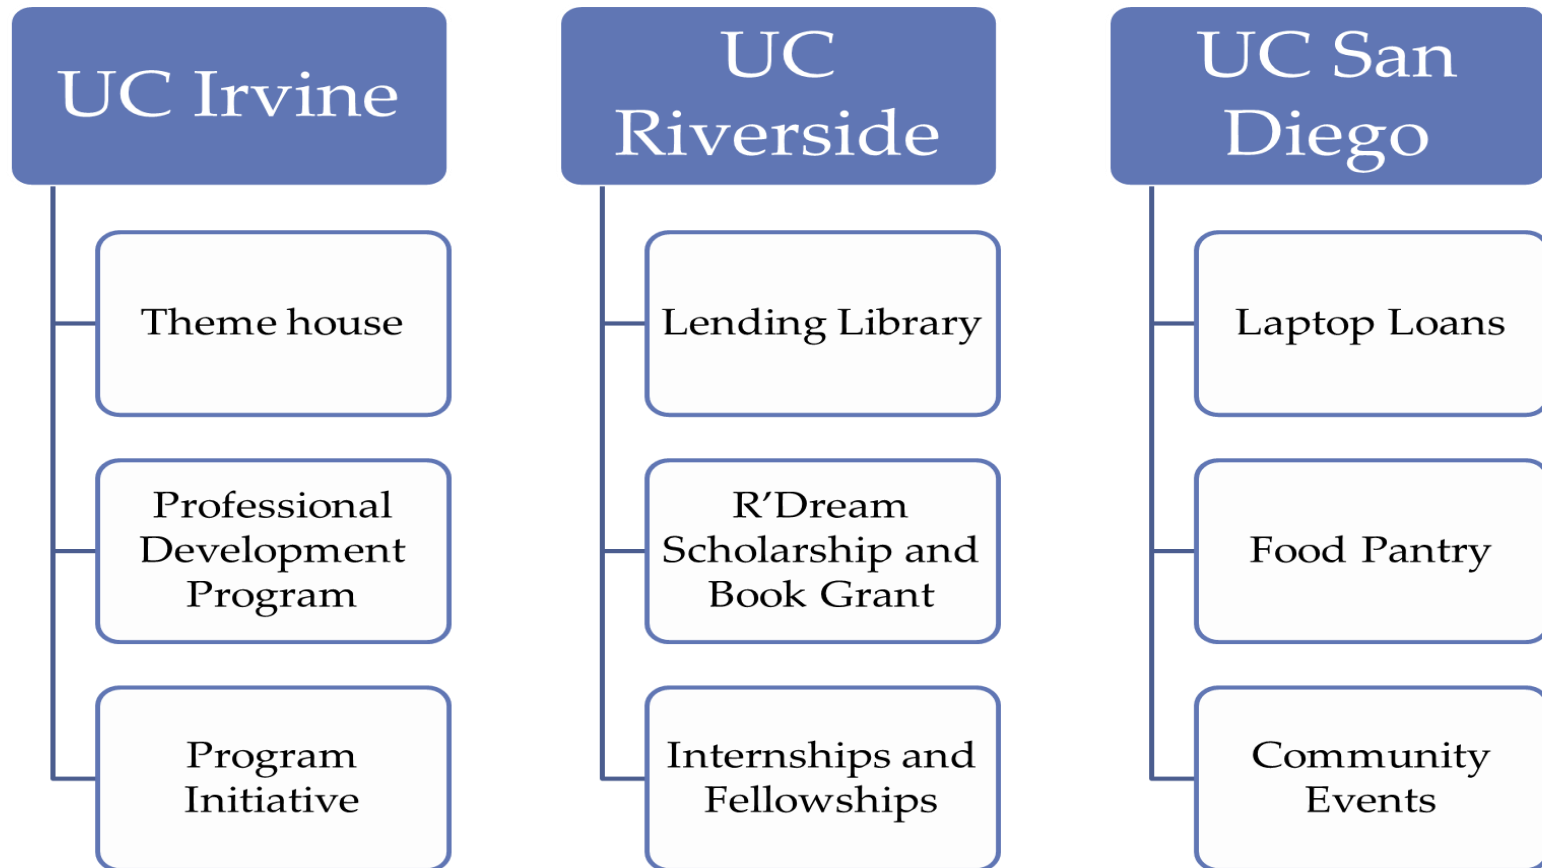 UC Irvine
Theme house
Professional
Development
Program
Program
Initiative
UC
Riverside
Lending Library
R’Dream
Scholarship and
Book Grant
Internships and
Fellowships
UC San
Diego
Laptop Loans
Food Pantry
Community
Events